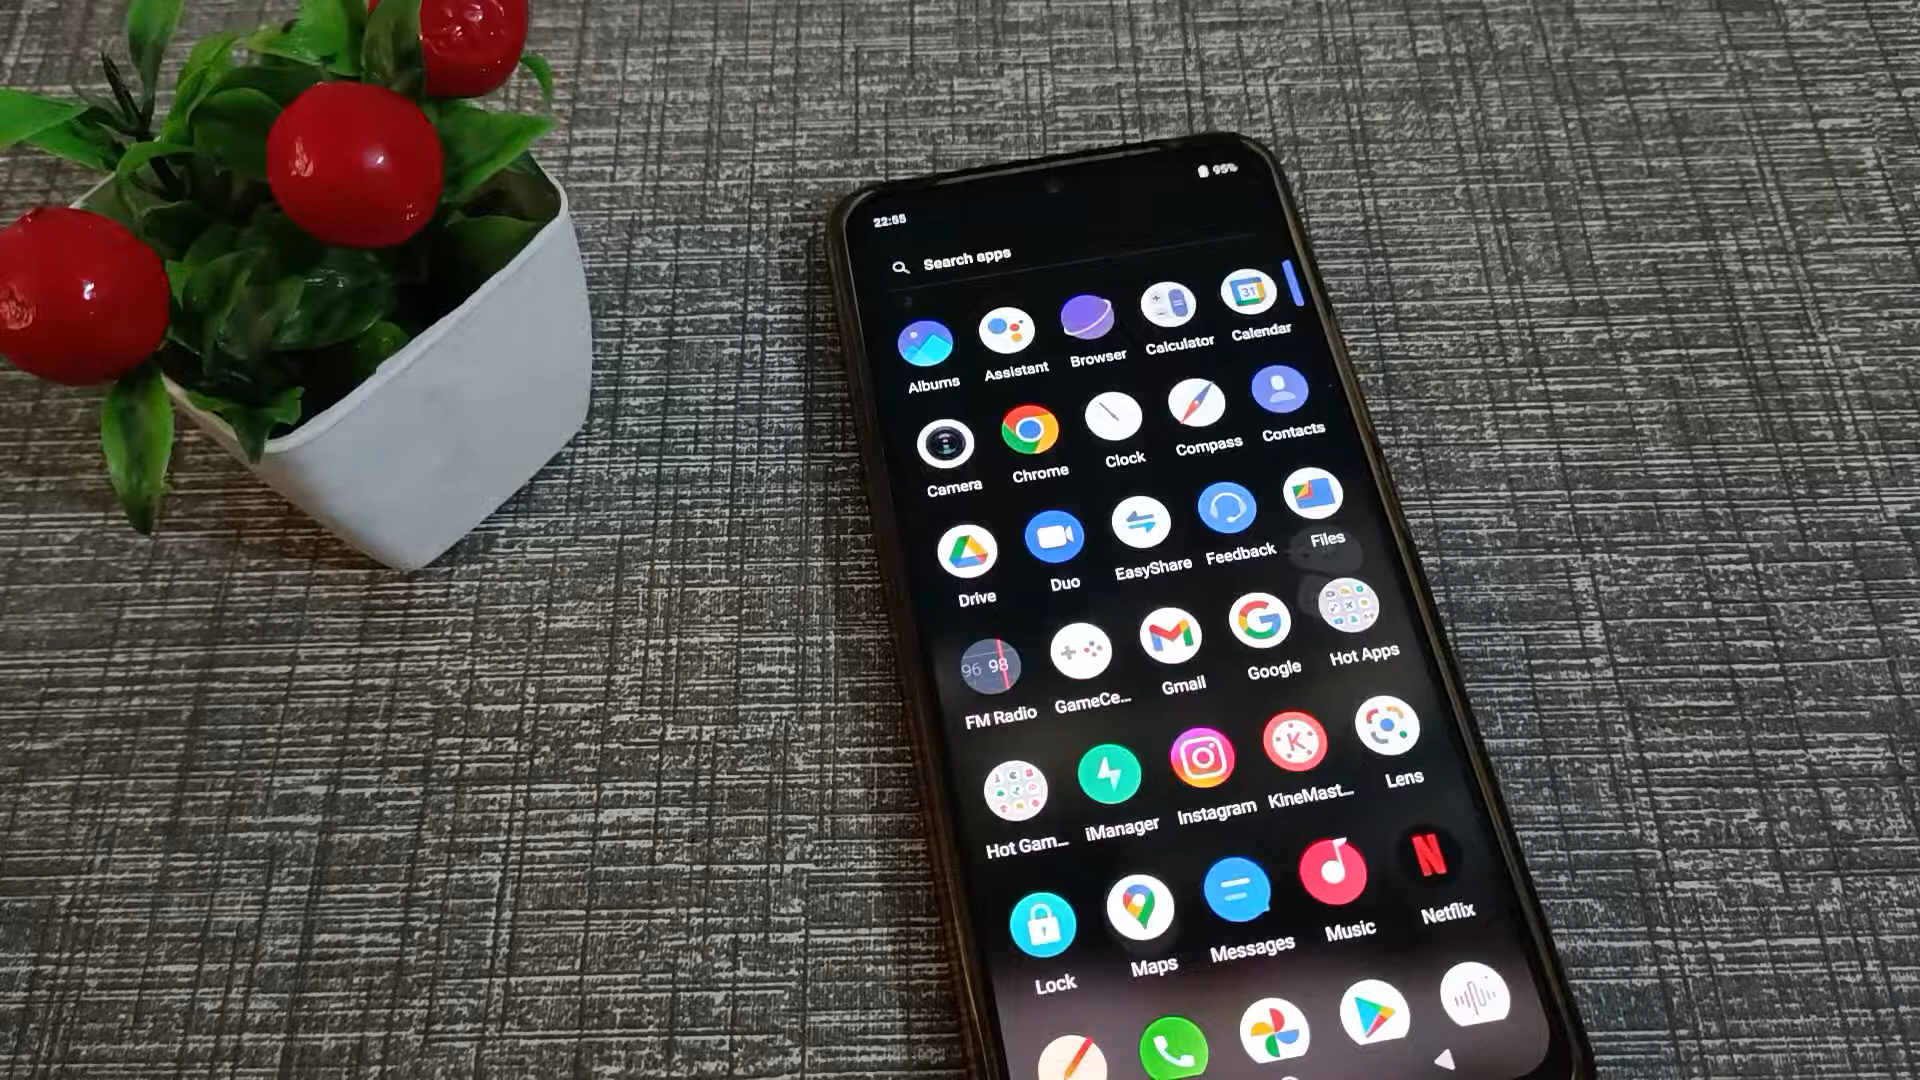 22:55
95%
Search apps
Albums Assistant Browser Calculator Calendar
31
Camera Chrome Clock Compass Contacts
Drive Duo EasyShare Feedback Files
96 98
FM Radio GameCe... Gmail Google Hot Apps
K
Hot Gam... iManager Instagram KineMast... Lens
N
Lock Maps Messages Music Netflix